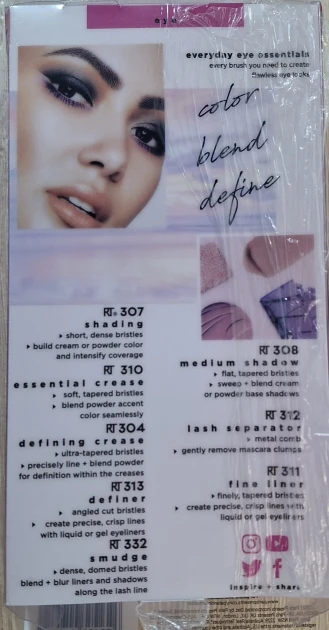 eye
everyday eye essentials
every brush you need to create
flawless eye looks
color
blend
define
RT 307
shading
▸ short, dense bristles
▸ build cream or powder color
and intensify coverage
RT 310
essential crease
▸ soft, tapered bristles
▸ blend powder accent
color seamlessly
RT 304
defining crease
▸ ultra-tapered bristles
▸ precisely line + blend powder
for definition within the creases
RT 313
definer
▸ angled cut bristles
▸ create precise, crisp lines
with liquid or gel eyeliners
RT 332
smudge
▸ dense, domed bristles
blend + blur liners and shadows
along the lash line
RT 308
medium shadow
▸ flat, tapered bristles
▸ sweep + blend cream
or powder base shadows
RT 312
lash separator
▸ metal comb
▸ gently remove mascara clumps
RT 311
fine liner
▸ finely, tapered bristles
▸ create precise, crisp lines with
liquid or gel eyeliners
inspire + share